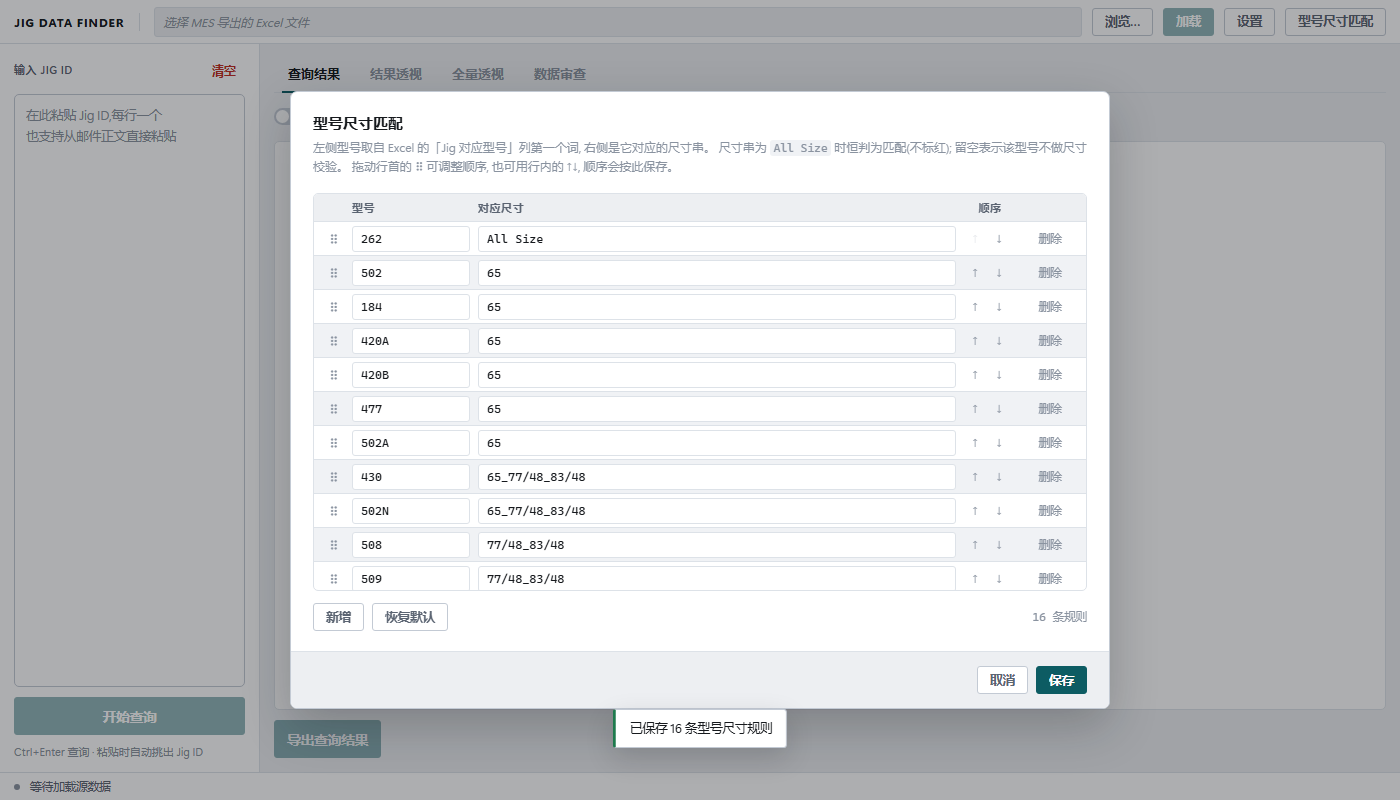 JIG DATA FINDER
选择 MES 导出的 Excel 文件
浏览...
加载
设置
型号尺寸匹配
输入 JIG ID
清空
在此粘贴 Jig ID,每行一个
也支持从邮件正文直接粘贴
查询结果
结果透视
全量透视
数据审查
型号尺寸匹配
左侧型号取自 Excel 的「Jig 对应型号」列第一个词, 右侧是它对应的尺寸串。 尺寸串为 All Size 时恒判为匹配(不标红); 留空表示该型号不做尺寸
校验。 拖动行首的 ⠿ 可调整顺序, 也可用行内的 ↑↓, 顺序会按此保存。
型号 对应尺寸 顺序
⠿ 262 All Size ↑ ↓ 删除
⠿ 502 65 ↑ ↓ 删除
⠿ 184 65 ↑ ↓ 删除
⠿ 420A 65 ↑ ↓ 删除
⠿ 420B 65 ↑ ↓ 删除
⠿ 477 65 ↑ ↓ 删除
⠿ 502A 65 ↑ ↓ 删除
⠿ 430 65_77/48_83/48 ↑ ↓ 删除
⠿ 502N 65_77/48_83/48 ↑ ↓ 删除
⠿ 508 77/48_83/48 ↑ ↓ 删除
⠿ 509 77/48_83/48 ↑ ↓ 删除
新增
恢复默认
16 条规则
取消
保存
已保存 16 条型号尺寸规则
开始查询
Ctrl+Enter 查询 · 粘贴时自动挑出 Jig ID
导出查询结果
等待加载源数据